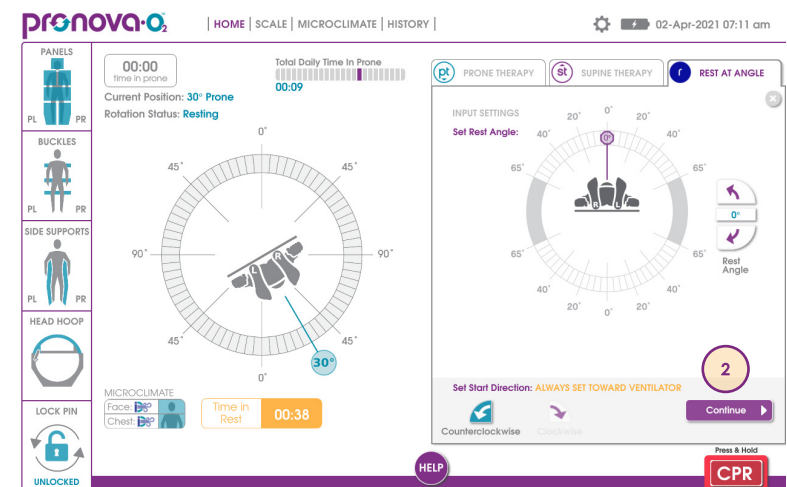 pronova·O2
HOME | SCALE | MICROCLIMATE | HISTORY |
02-Apr-2021 07:11 am
PANELS
PL PR
BUCKLES
PL PR
SIDE SUPPORTS
PL PR
HEAD HOOP
LOCK PIN
UNLOCKED
00:00
time in prone
Total Daily Time In Prone
00:09
Current Position: 30° Prone
Rotation Status: Resting
0°
45° 45°
90° 90°
L R
45° 45°
30°
0°
MICROCLIMATE
Face:
Chest:
Time in
Rest
00:38
pt PRONE THERAPY
st SUPINE THERAPY
r REST AT ANGLE
INPUT SETTINGS
Set Rest Angle:
0°
20° 20°
40° 40°
0°
65° 65°
R L
65° 65°
40° 40°
20° 20°
0°
0°
Rest
Angle
2
Set Start Direction: ALWAYS SET TOWARD VENTILATOR
Counterclockwise
Clockwise
Continue
HELP
Press & Hold
CPR